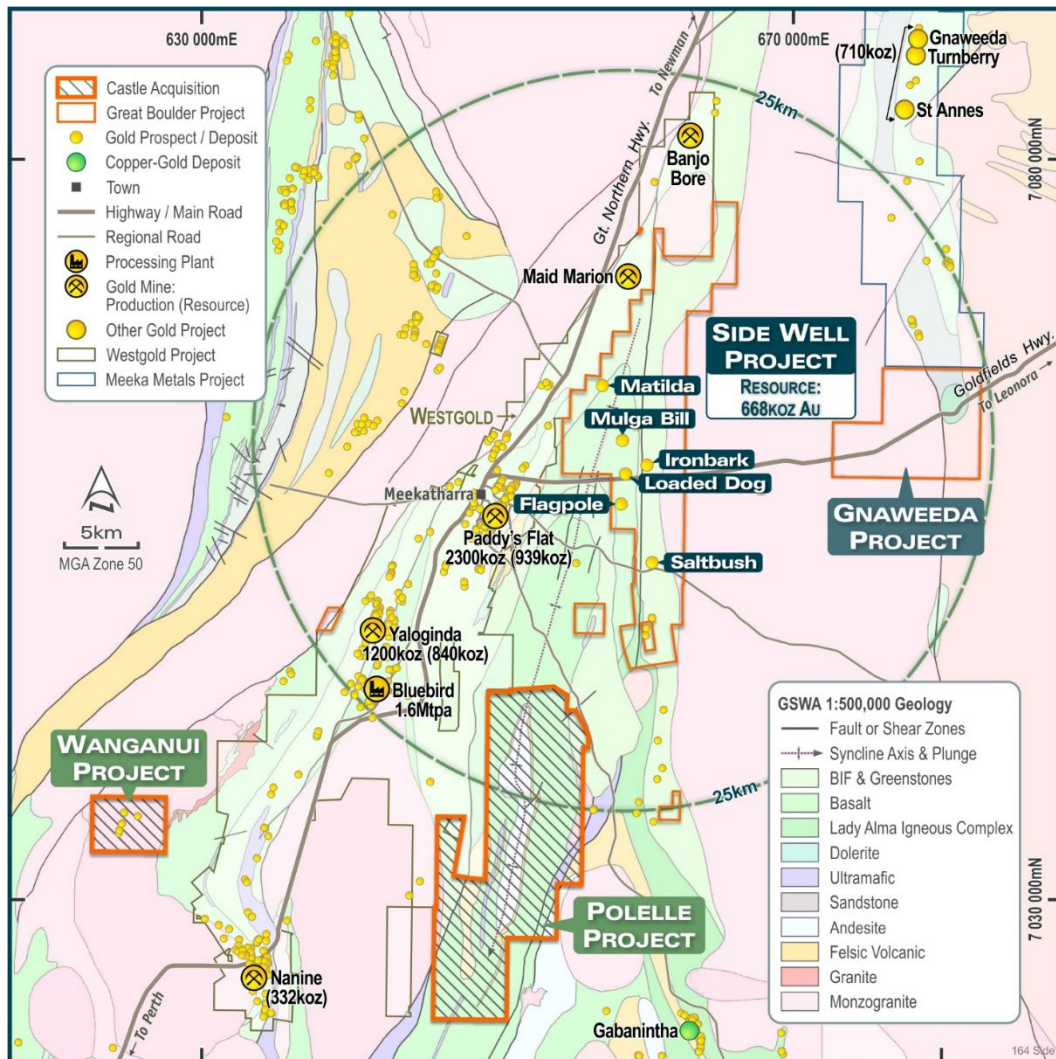 630 000mE
670 000mE
Gnaweeda
(710koz)
Turnberry
St Annes
To Newman
25km
Castle Acquisition
Great Boulder Project
Gold Prospect / Deposit
Copper-Gold Deposit
Town
Highway / Main Road
Regional Road
Processing Plant
Gold Mine:
Production (Resource)
Other Gold Project
Westgold Project
Meeka Metals Project
Banjo
Bore
7 080 000mN
Gt. Northern Hwy.
Maid Marion
SIDE WELL
PROJECT
RESOURCE:
668KOZ AU
Goldfields Hwy.
To Leonora
Matilda
WESTGOLD
Mulga Bill
Ironbark
Loaded Dog
Meekatharra
Flagpole
GNAWEEDA
PROJECT
5km
MGA Zone 50
Paddy's Flat
2300koz (939koz)
Saltbush
Yaloginda
1200koz (840koz)
Bluebird
1.6Mtpa
WANGANUI
PROJECT
25km
GSWA 1:500,000 Geology
Fault or Shear Zones
Syncline Axis & Plunge
BIF & Greenstones
Basalt
Lady Alma Igneous Complex
Dolerite
Ultramafic
Sandstone
Andesite
Felsic Volcanic
Granite
Monzogranite
7 030 000mN
POLELLE
PROJECT
Nanine
(332koz)
To Perth
Gabanintha
164 Side